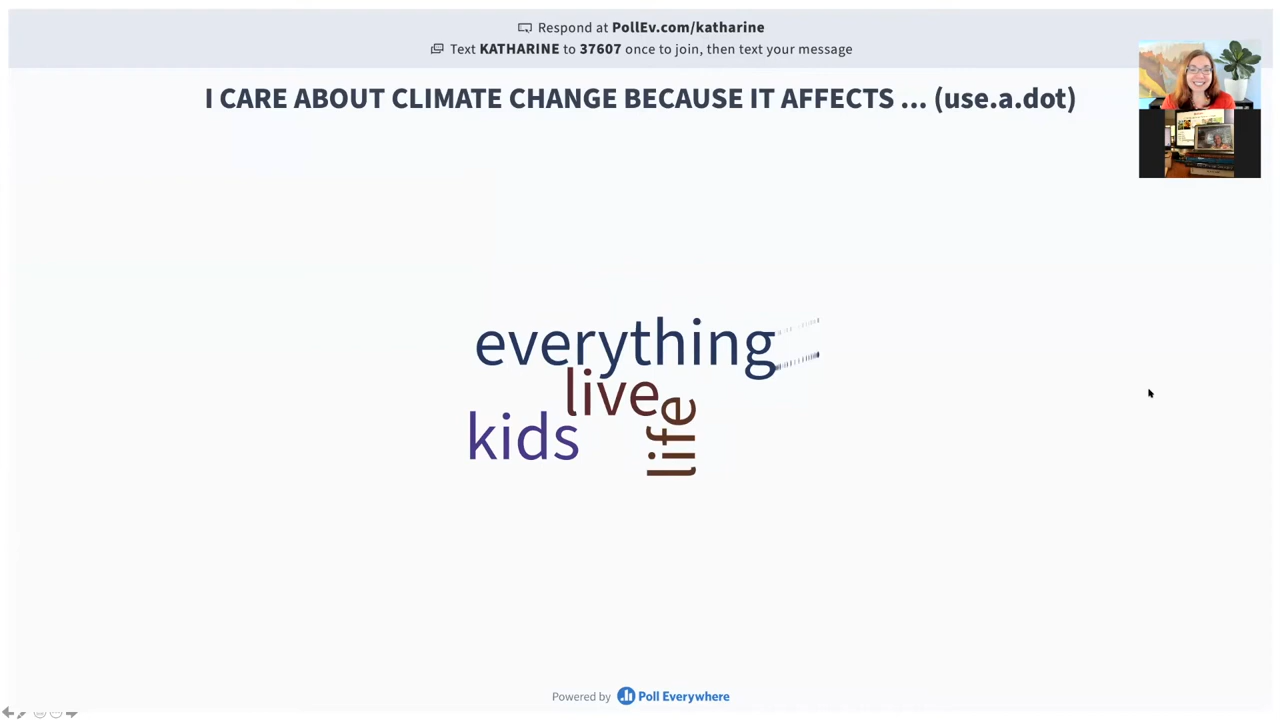 Respond at PollEv.com/katharine
Text KATHARINE to 37607 once to join, then text your message
I CARE ABOUT CLIMATE CHANGE BECAUSE IT AFFECTS ... (use.a.dot)
everything
live
kids
life
Powered by Poll Everywhere